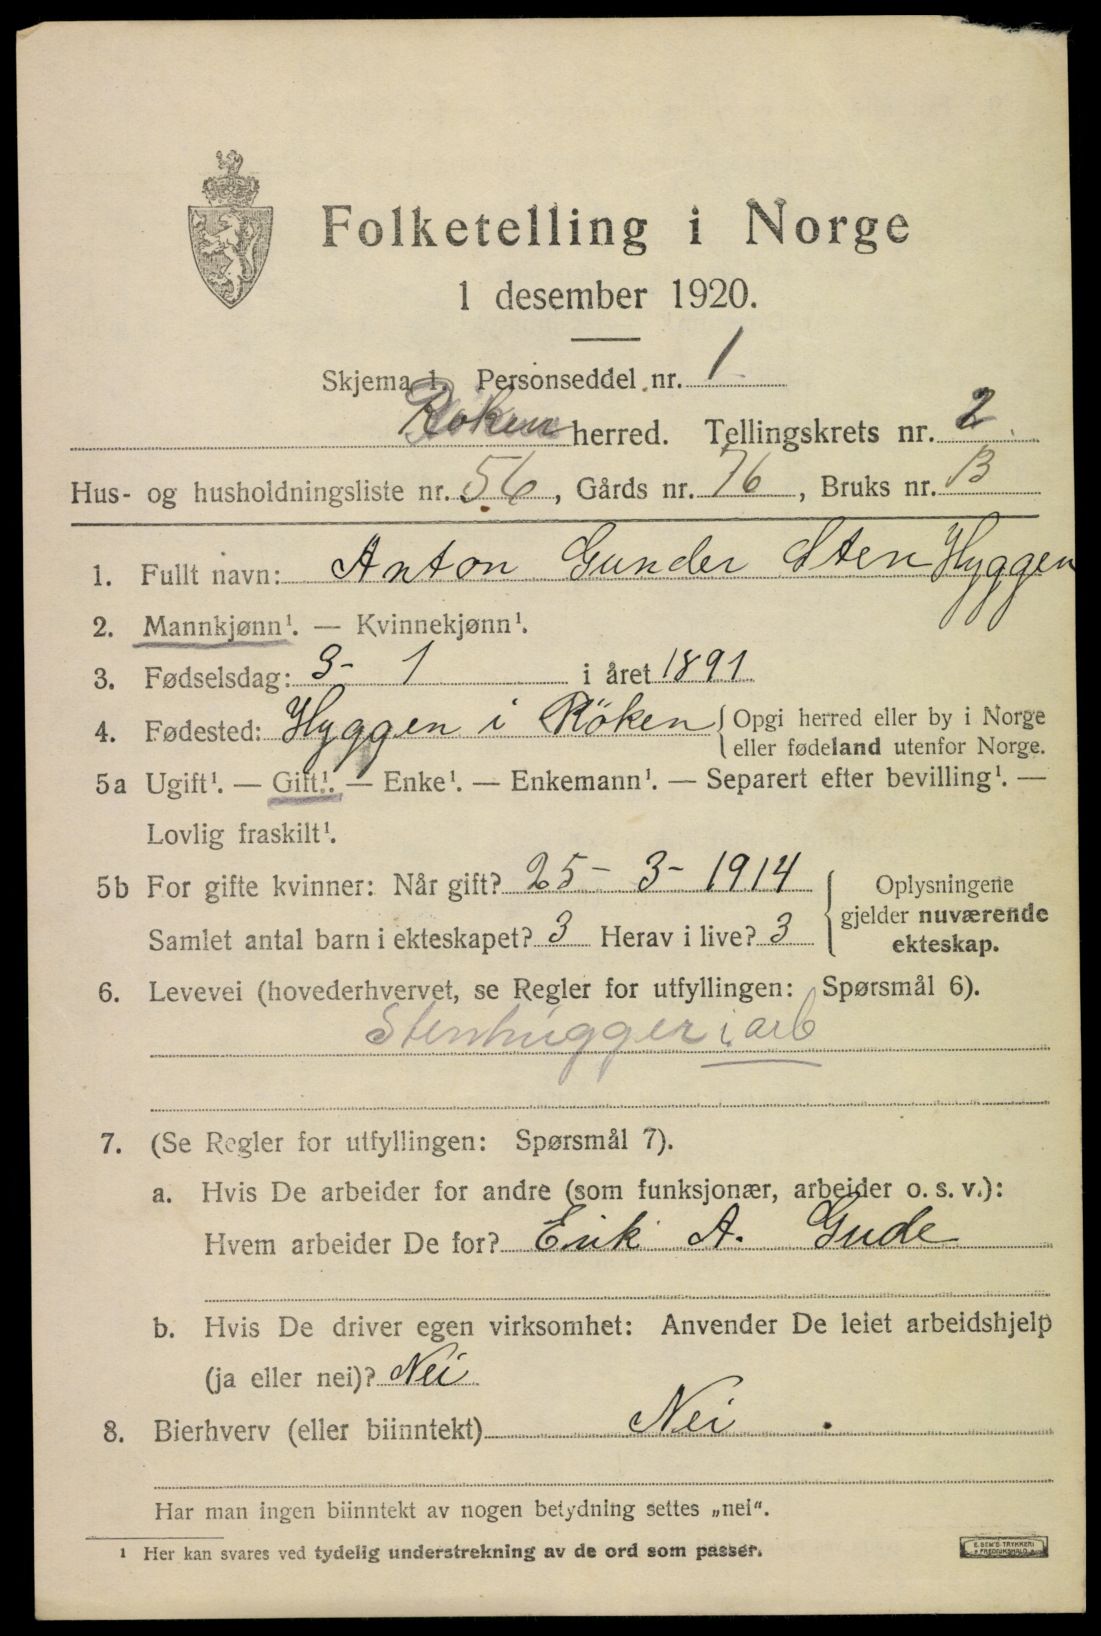 Folketelling i Norge
1 desember 1920.
Skjema 1. Personseddel nr. 1
Röken herred. Tellingskrets nr. 2
Hus- og husholdningsliste nr. 56, Gårds nr. 76, Bruks nr. B
1. Fullt navn: Anton Gunder Sten Hyggen
2. Mannkjønn¹. — Kvinnekjønn¹.
3. Fødselsdag: 3- 1 i året 1891
4. Fødested: Hyggen i Röken { Opgi herred eller by i Norge
eller fødeland utenfor Norge.
5a Ugift¹. — Gift¹. — Enke¹. — Enkemann¹. — Separert efter bevilling¹. —
Lovlig fraskilt¹.
5b For gifte kvinner: Når gift? 25 - 3 - 1914
Samlet antal barn i ekteskapet? 3 Herav i live? 3
{ Oplysningene
gjelder nuværende
ekteskap.
6. Levevei (hovederhvervet, se Regler for utfyllingen: Spørsmål 6).
Stenhugger i arb
7. (Se Regler for utfyllingen: Spørsmål 7).
a. Hvis De arbeider for andre (som funksjonær, arbeider o. s. v.):
Hvem arbeider De for? Erik A. Gude
b. Hvis De driver egen virksomhet: Anvender De leiet arbeidshjelp
(ja eller nei)? Nei
8. Bierhverv (eller biinntekt) Nei
Har man ingen biinntekt av nogen betydning settes „nei“.
¹ Her kan svares ved tydelig understrekning av de ord som passer.
E. SEM'S TRYKKERI
FREDRIKSHALD